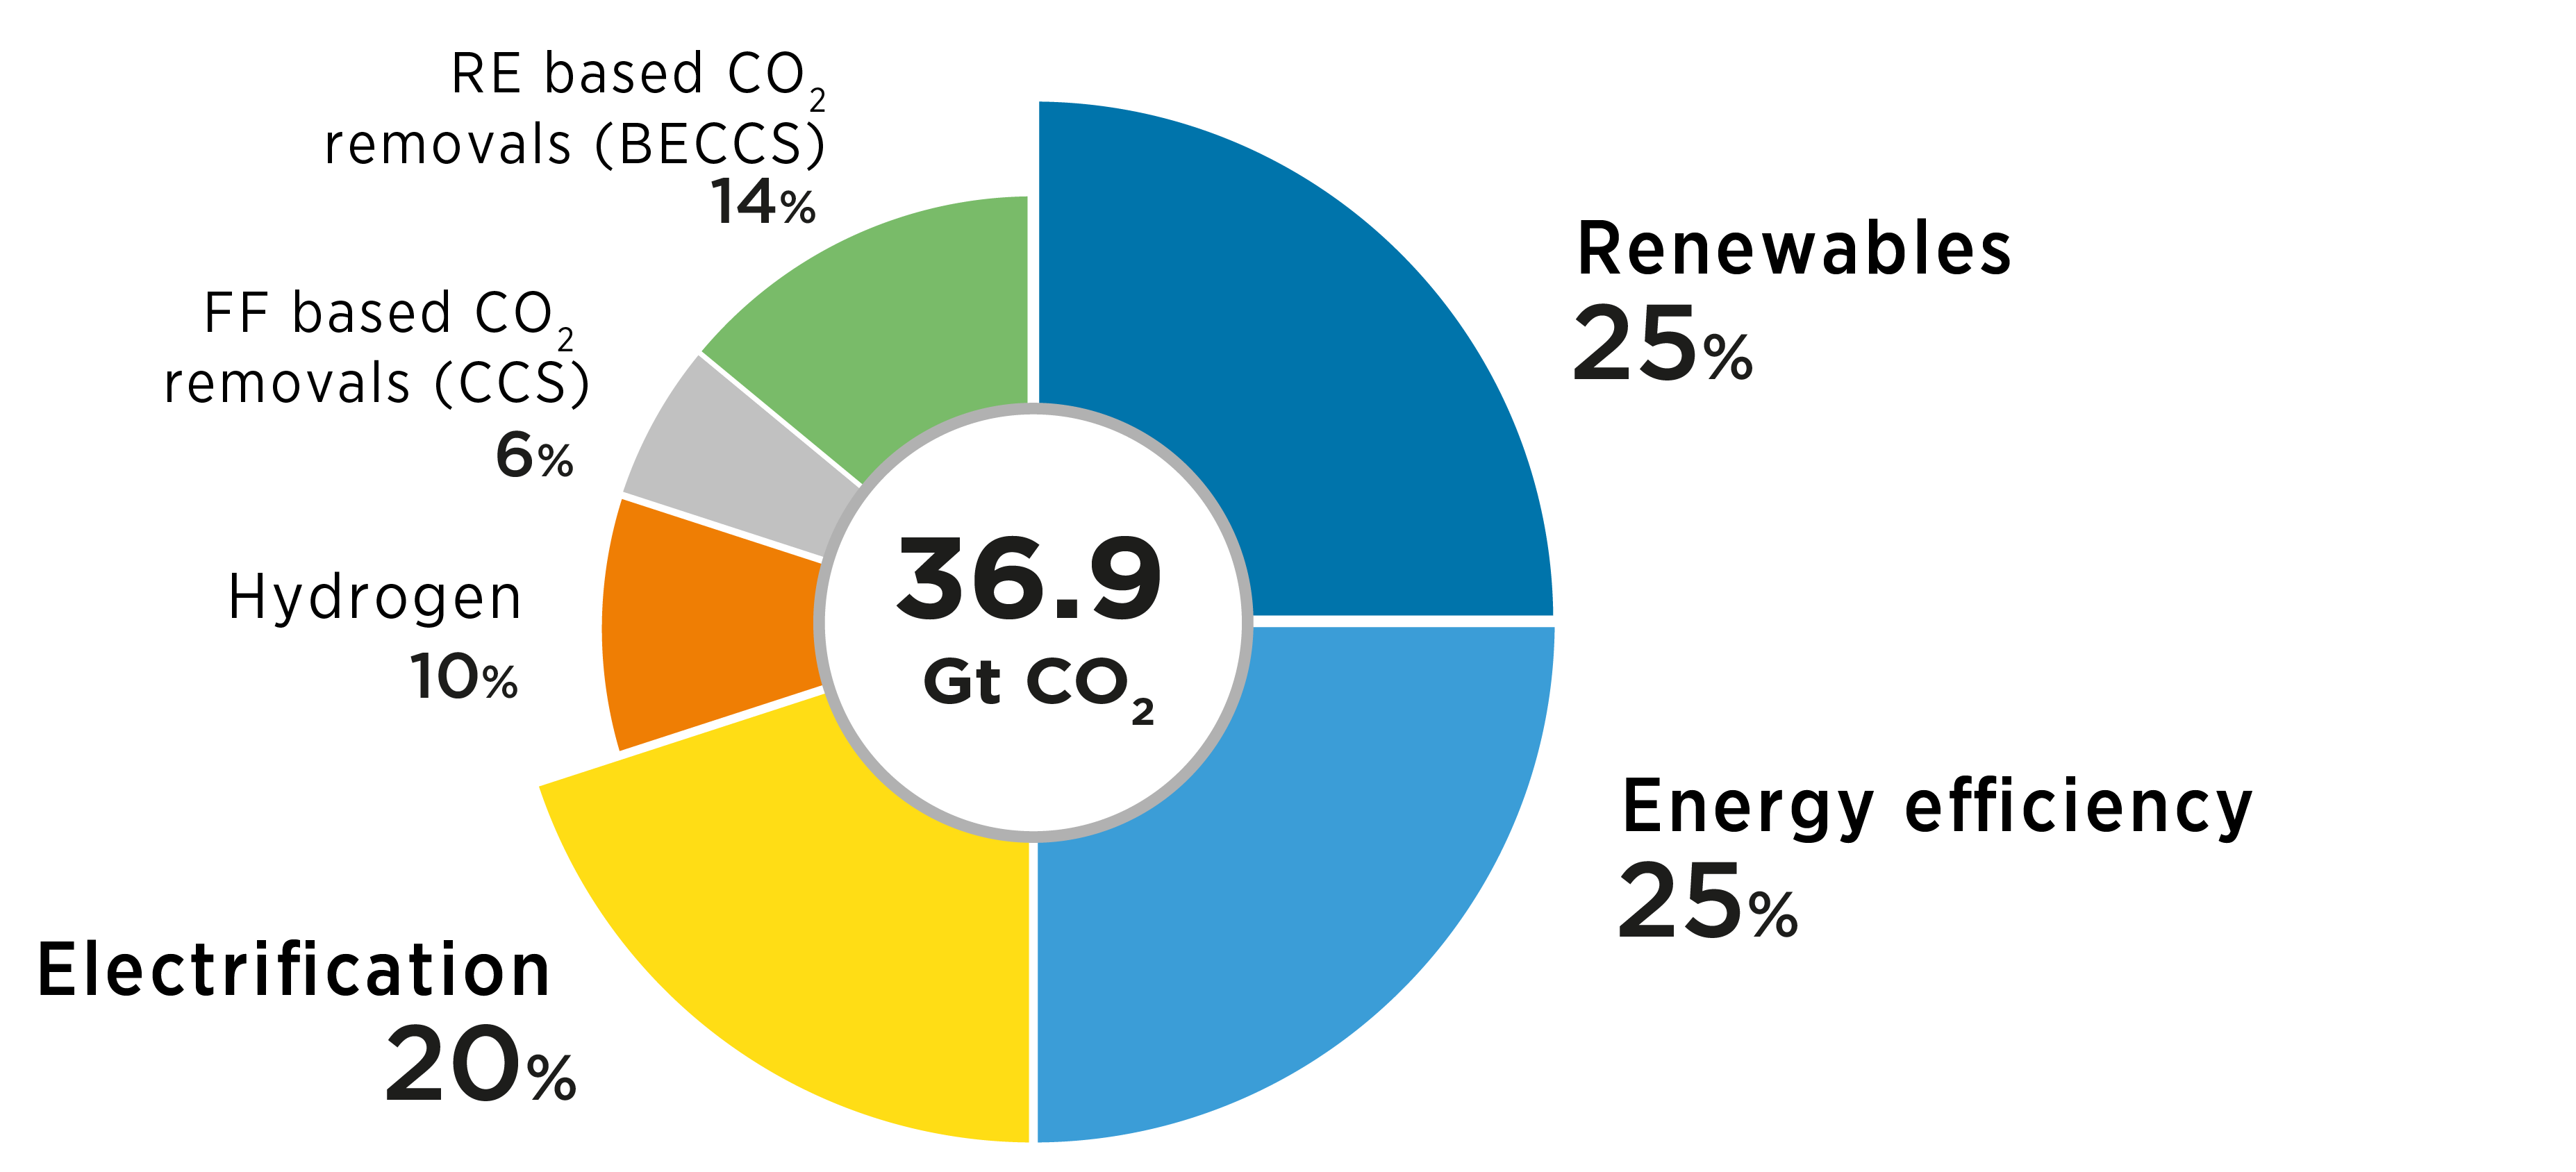 RE based CO₂
removals (BECCS)
14%
Renewables
25%
FF based CO₂
removals (CCS)
6%
36.9
Gt CO₂
Hydrogen
10%
Energy efficiency
25%
Electrification
20%